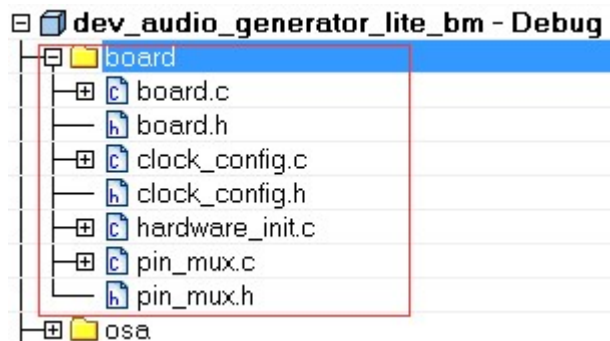 dev_audio_generator_lite_bm - Debug
board
board.c
board.h
clock_config.c
clock_config.h
hardware_init.c
pin_mux.c
pin_mux.h
osa